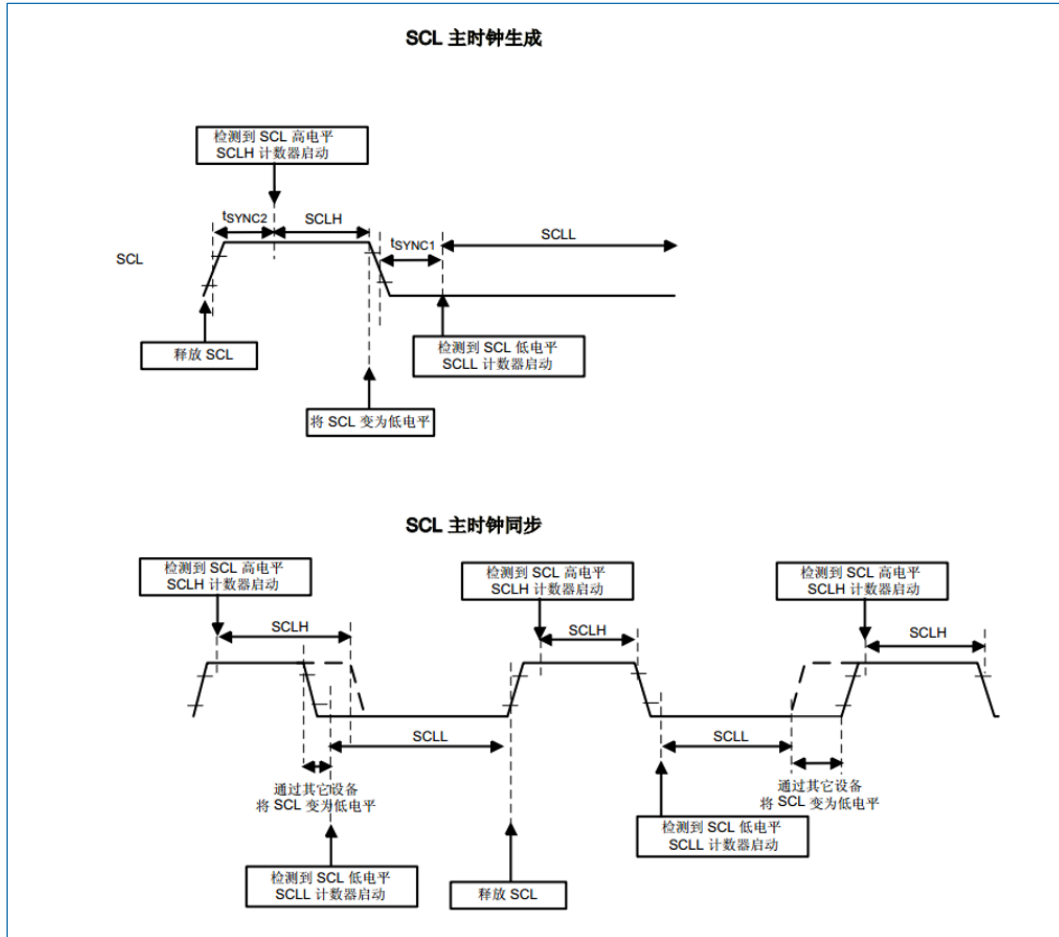 SCL 主时钟生成
检测到 SCL 高电平
SCLH 计数器启动
tSYNC2
SCLH
tSYNC1
SCLL
SCL
释放 SCL
检测到 SCL 低电平
SCLL 计数器启动
将 SCL 变为低电平
SCL 主时钟同步
检测到 SCL 高电平
SCLH 计数器启动
检测到 SCL 高电平
SCLH 计数器启动
检测到 SCL 高电平
SCLH 计数器启动
SCLH
SCLH
SCLH
SCLL
SCLL
通过其它设备
将 SCL 变为低电平
通过其它设备
将 SCL 变为低电平
检测到 SCL 低电平
SCLL 计数器启动
检测到 SCL 低电平
SCLL 计数器启动
释放 SCL